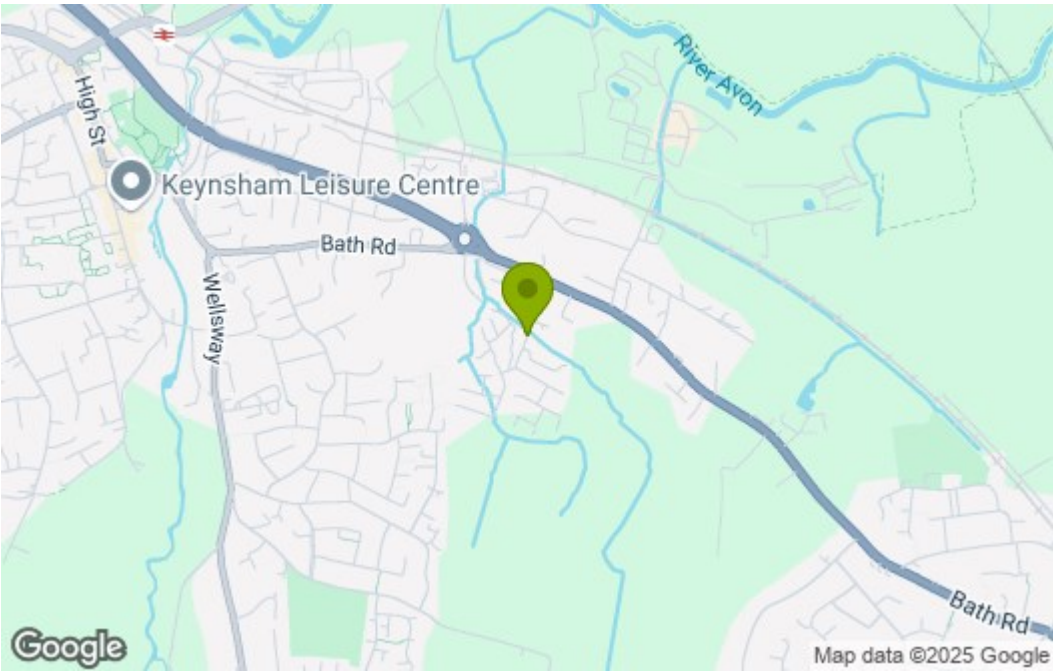 River Avon
High St
Keynsham Leisure Centre
Bath Rd
Wellsway
Bath Rd
Google
Map data ©2025 Google